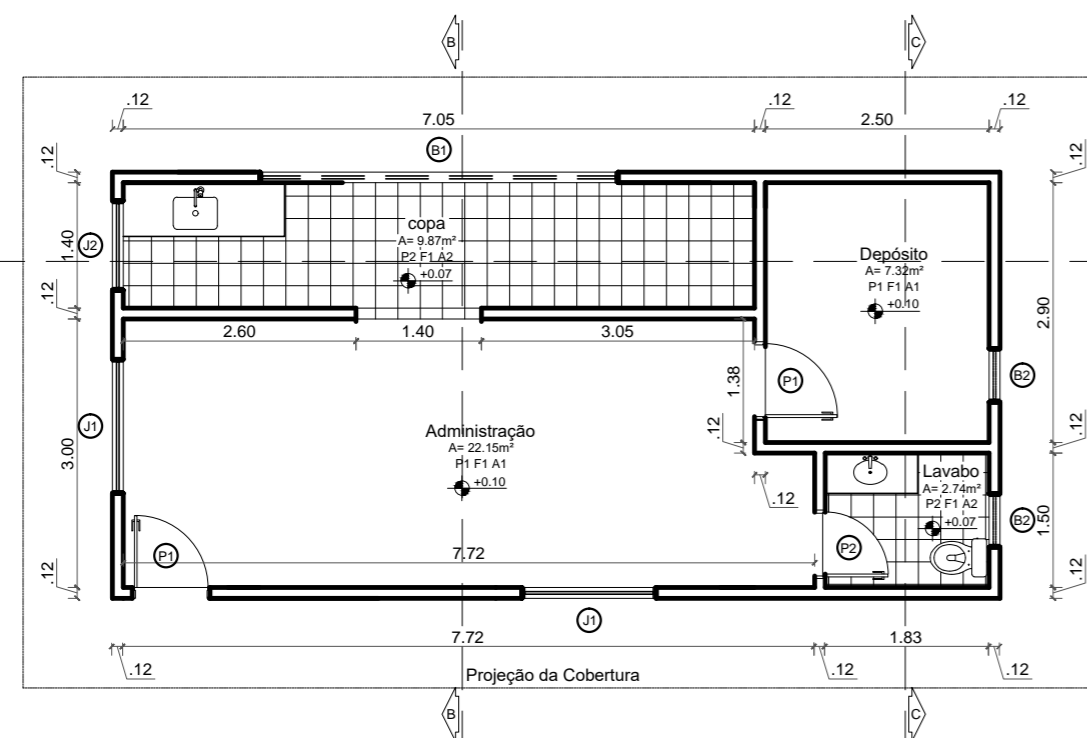 B
C
.12
7.05
.12
2.50
.12
B1
.12
.12
J2
1.40
copa
A= 9.87m²
P2 F1 A2
+0.07
Depósito
A= 7.32m²
P1 F1 A1
+0.10
2.90
.12
2.60
1.40
3.05
1.38
P1
B2
J1
3.00
Administração
A= 22.15m²
P1 F1 A1
+0.10
.12
.12
.12
Lavabo
A= 2.74m²
P2 F1 A2
+0.07
B2
1.50
P1
7.72
P2
.12
.12
J1
7.72
1.83
.12
.12
.12
Projeção da Cobertura
B
C